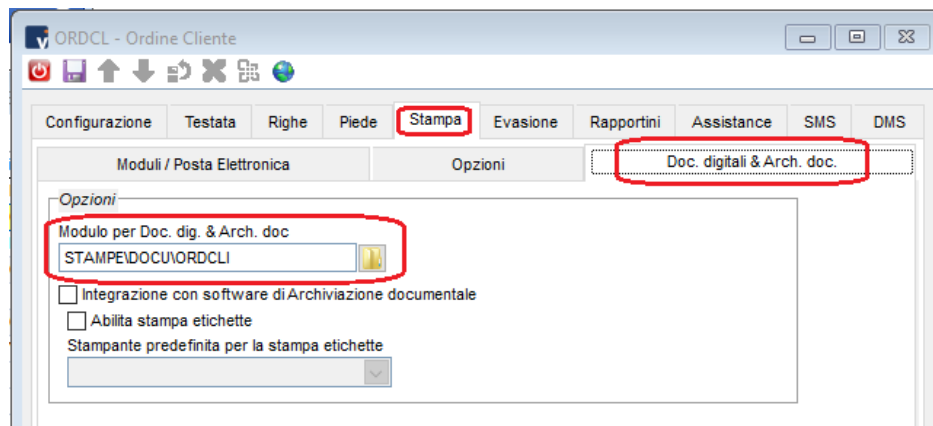 ORDCL - Ordine Cliente
Configurazione Testata Righe Piede Stampa Evasione Rapportini Assistance SMS DMS
Moduli / Posta Elettronica Opzioni Doc. digitali & Arch. doc.
Opzioni
Modulo per Doc. dig. & Arch. doc
STAMPE\DOCU\ORDCLI
Integrazione con software di Archiviazione documentale
Abilita stampa etichette
Stampante predefinita per la stampa etichette